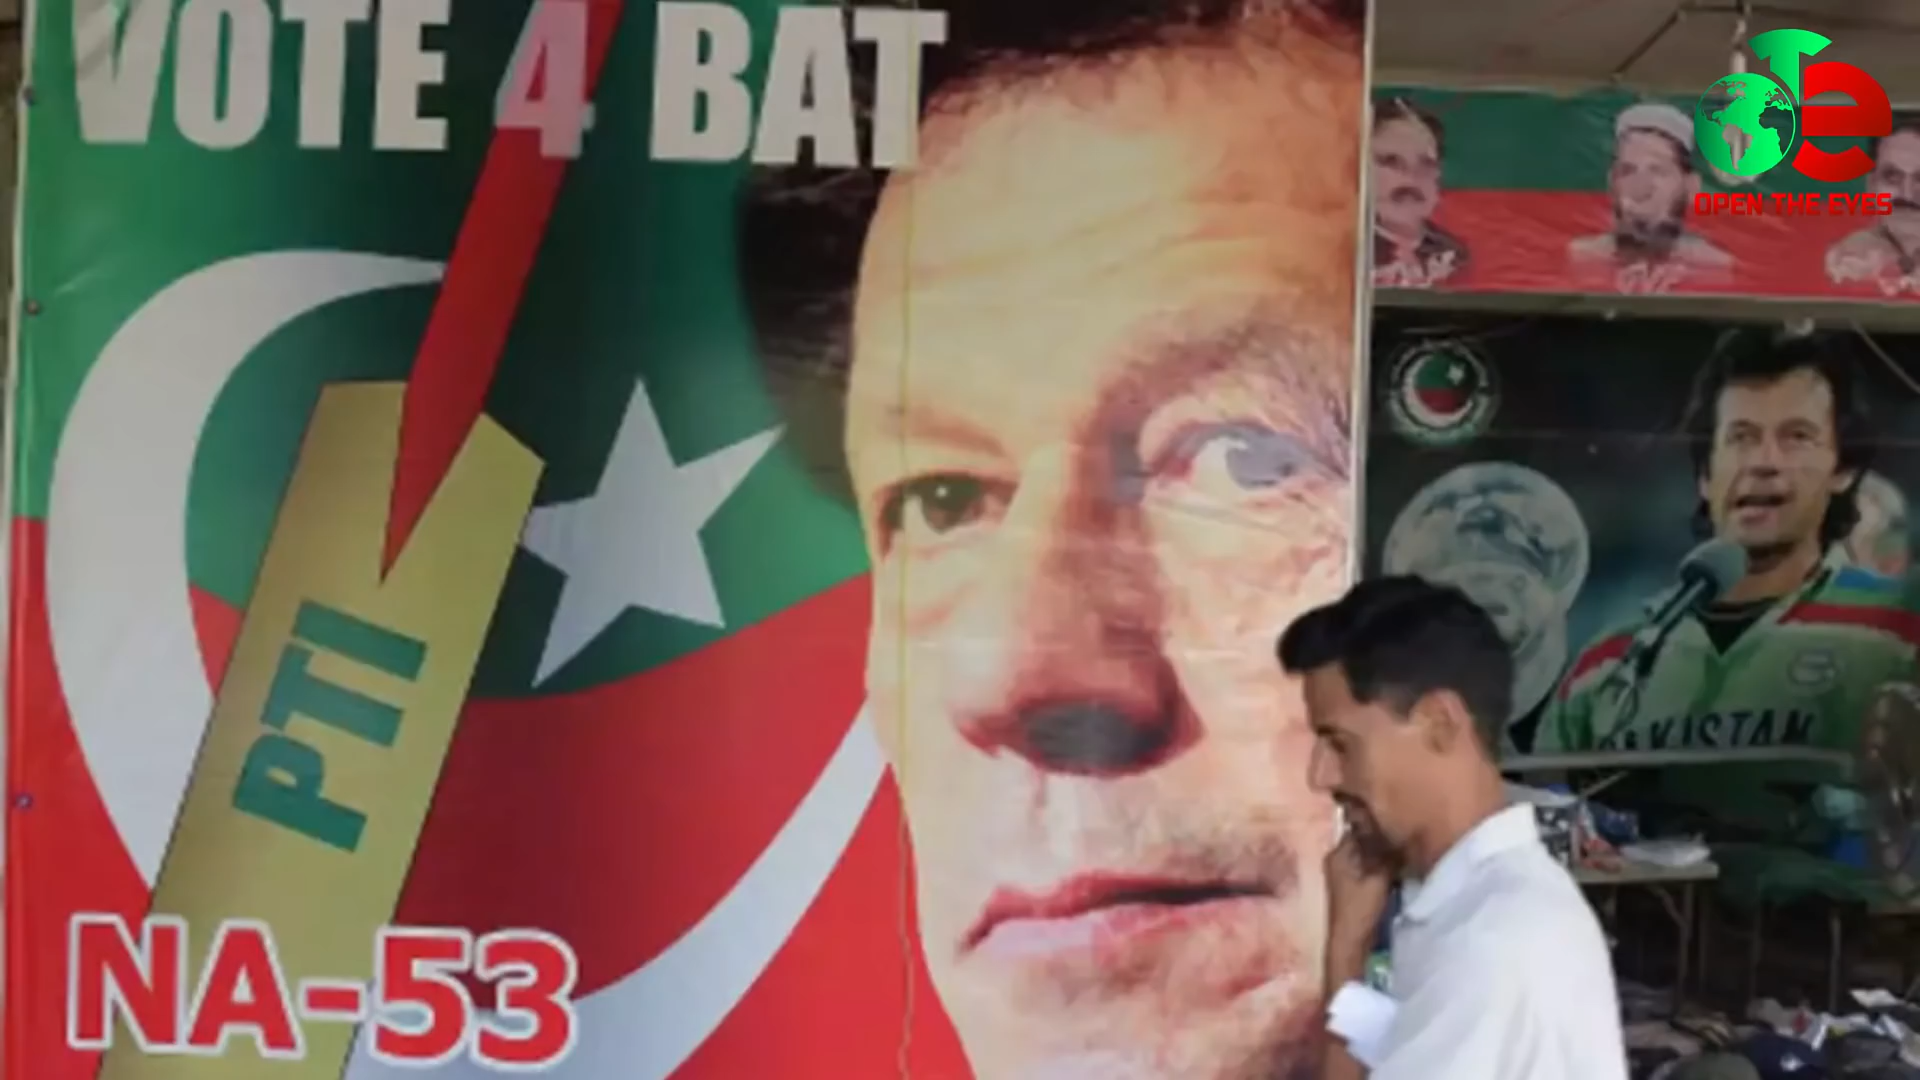 VOTE 4 BAT
PTI
NA-53
OPEN THE EYES
PAKISTAN